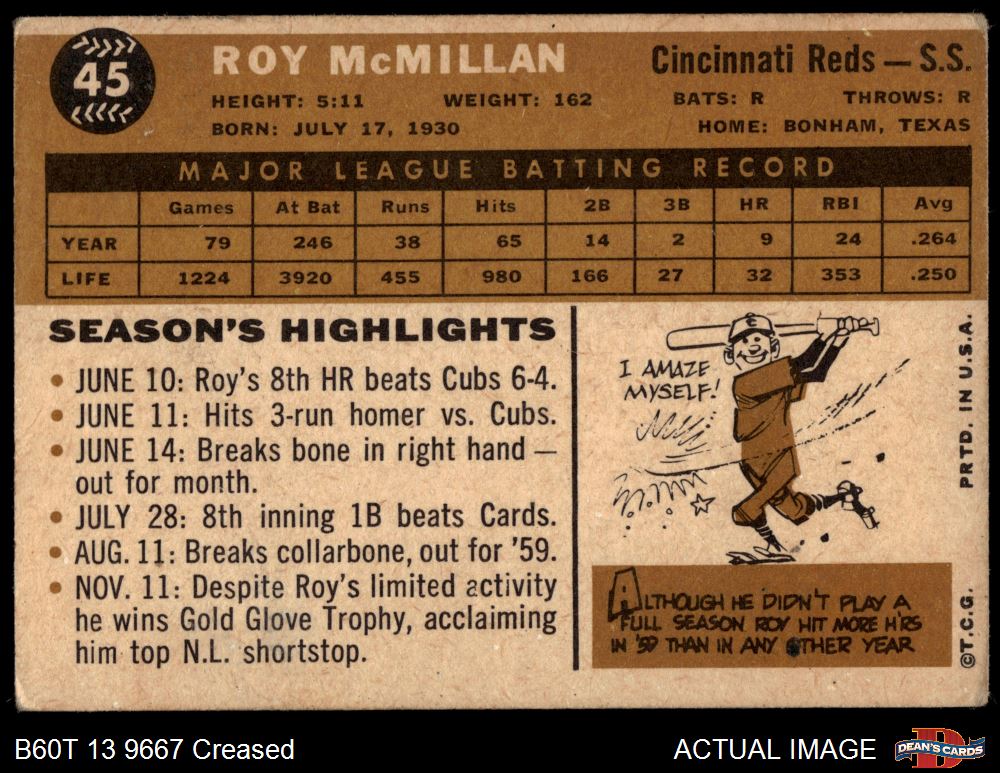 45
ROY McMILLAN
Cincinnati Reds — S.S.
HEIGHT: 5:11 WEIGHT: 162 BATS: R THROWS: R
BORN: JULY 17, 1930 HOME: BONHAM, TEXAS
MAJOR LEAGUE BATTING RECORD
Games At Bat Runs Hits 2B 3B HR RBI Avg
YEAR 79 246 38 65 14 2 9 24 .264
LIFE 1224 3920 455 980 166 27 32 353 .250
SEASON'S HIGHLIGHTS
• JUNE 10: Roy's 8th HR beats Cubs 6-4.
• JUNE 11: Hits 3-run homer vs. Cubs.
• JUNE 14: Breaks bone in right hand —
out for month.
• JULY 28: 8th inning 1B beats Cards.
• AUG. 11: Breaks collarbone, out for '59.
• NOV. 11: Despite Roy's limited activity
he wins Gold Glove Trophy, acclaiming
him top N.L. shortstop.
I AMAZE
MYSELF!
C
ALTHOUGH HE DIDN'T PLAY A
FULL SEASON ROY HIT MORE H'RS
IN '59 THAN IN ANY OTHER YEAR
PRTD. IN U.S.A.
©T.C.G.
B60T 13 9667 Creased
ACTUAL IMAGE
D
DEAN'S CARDS